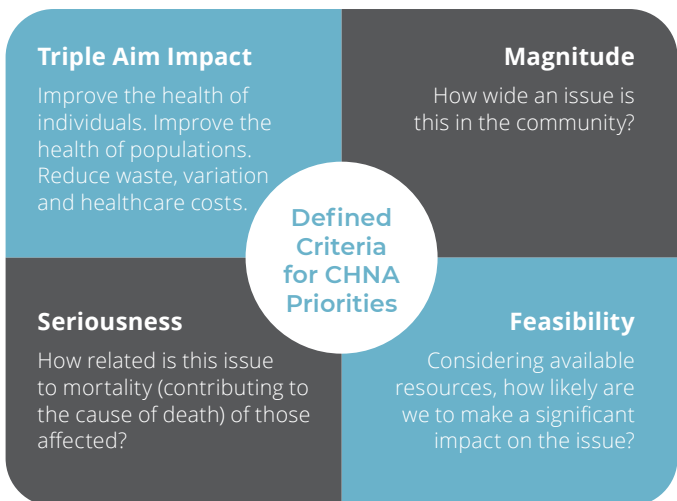 Triple Aim Impact
Improve the health of
individuals. Improve the
health of populations.
Reduce waste, variation
and healthcare costs.
Magnitude
How wide an issue is
this in the community?
Defined
Criteria
for CHNA
Priorities
Seriousness
How related is this issue
to mortality (contributing to
the cause of death) of those
affected?
Feasibility
Considering available
resources, how likely are
we to make a significant
impact on the issue?